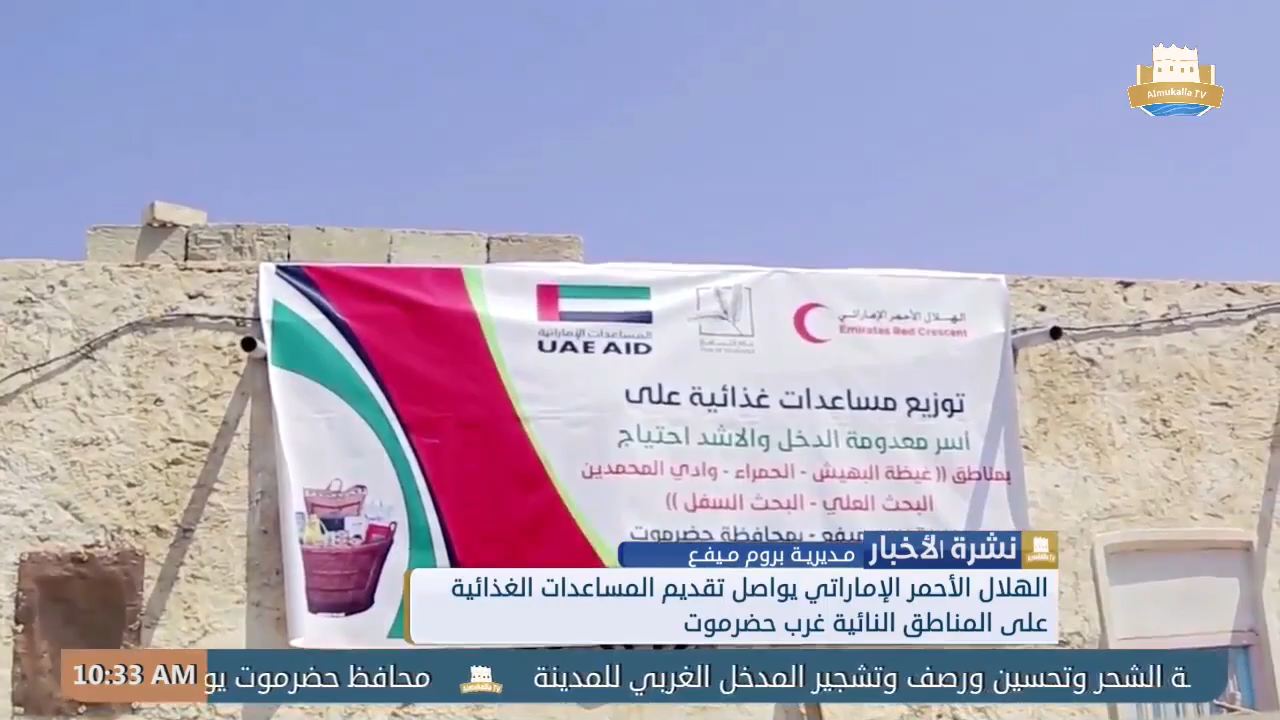 Almukalla TV
الهلال الأحمر الإماراتي
Emirates Red Crescent
المساعدات الإماراتية
UAE AID
توزيع مساعدات غذائية على
اسر معدومة الدخل والاشد احتياج
بمناطق (( غيظة البهيش - الحمراء - وادي المحمدين
البحث العلي - البحث السفل ))
ميفع - بمحافظة حضرموت
نشرة الأخبار
مديرية بروم ميفع
الهلال الأحمر الإماراتي يواصل تقديم المساعدات الغذائية
على المناطق النائية غرب حضرموت
ة الشحر وتحسين ورصف وتشجير المدخل الغربي للمدينة
Almukalla TV
محافظ حضرموت يو
10:33 AM